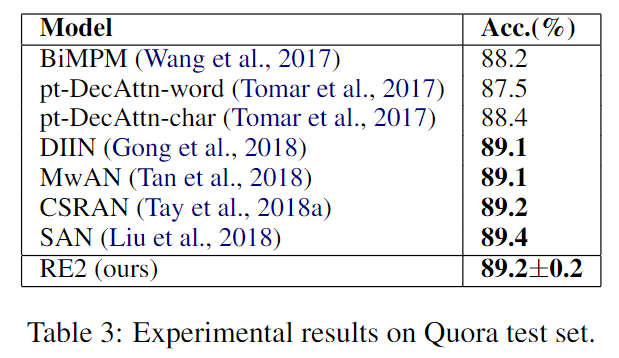 Model Acc.(%)
BiMPM (Wang et al., 2017) 88.2
pt-DecAttn-word (Tomar et al., 2017) 87.5
pt-DecAttn-char (Tomar et al., 2017) 88.4
DIIN (Gong et al., 2018) 89.1
MwAN (Tan et al., 2018) 89.1
CSRAN (Tay et al., 2018a) 89.2
SAN (Liu et al., 2018) 89.4
RE2 (ours) 89.2±0.2
Table 3: Experimental results on Quora test set.